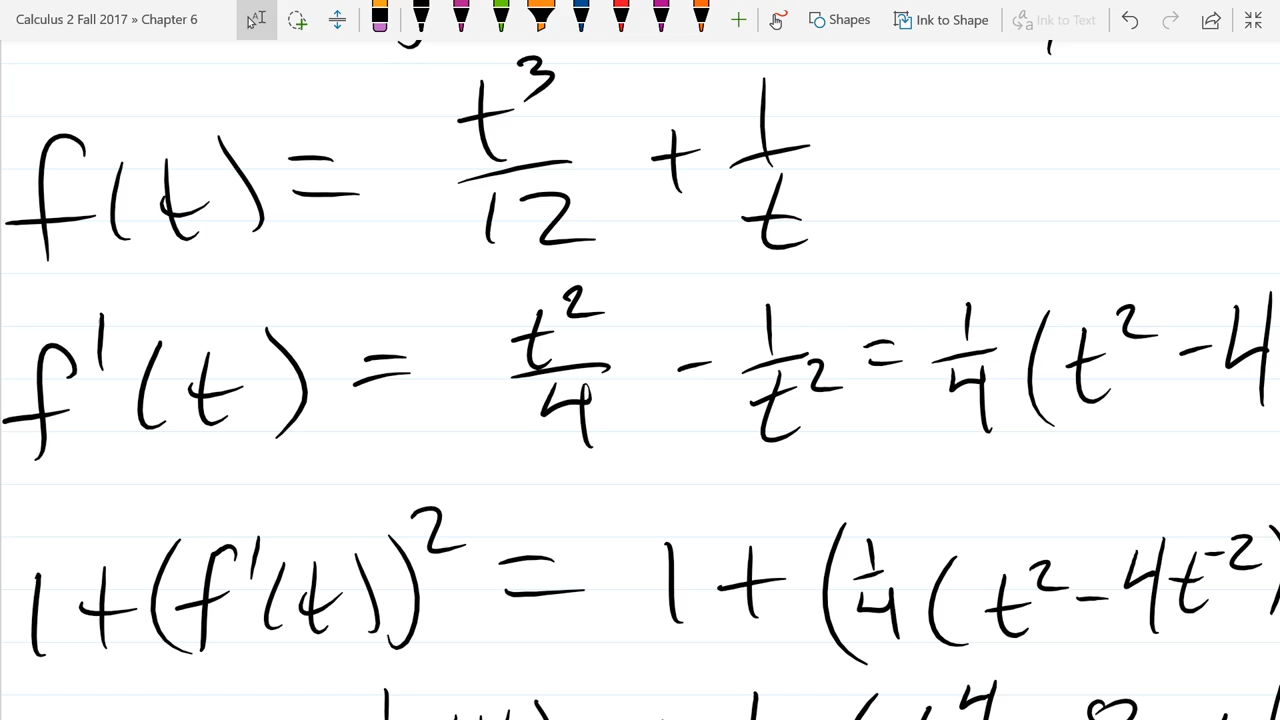 Calculus 2 Fall 2017 » Chapter 6 Shapes Ink to Shape Ink to Text
f(t) = t³/12 + 1/t
f'(t) = t²/4 - 1/t² = 1/4 (t² - 4
1 + (f'(t))² = 1 + (1/4 (t² - 4t⁻²)